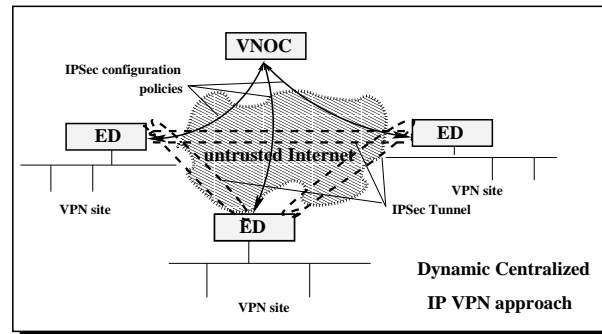 VNOC
IPSec configuration
policies
ED
ED
untrusted Internet
VPN site
VPN site
IPSec Tunnel
ED
Dynamic Centralized
IP VPN approach
VPN site